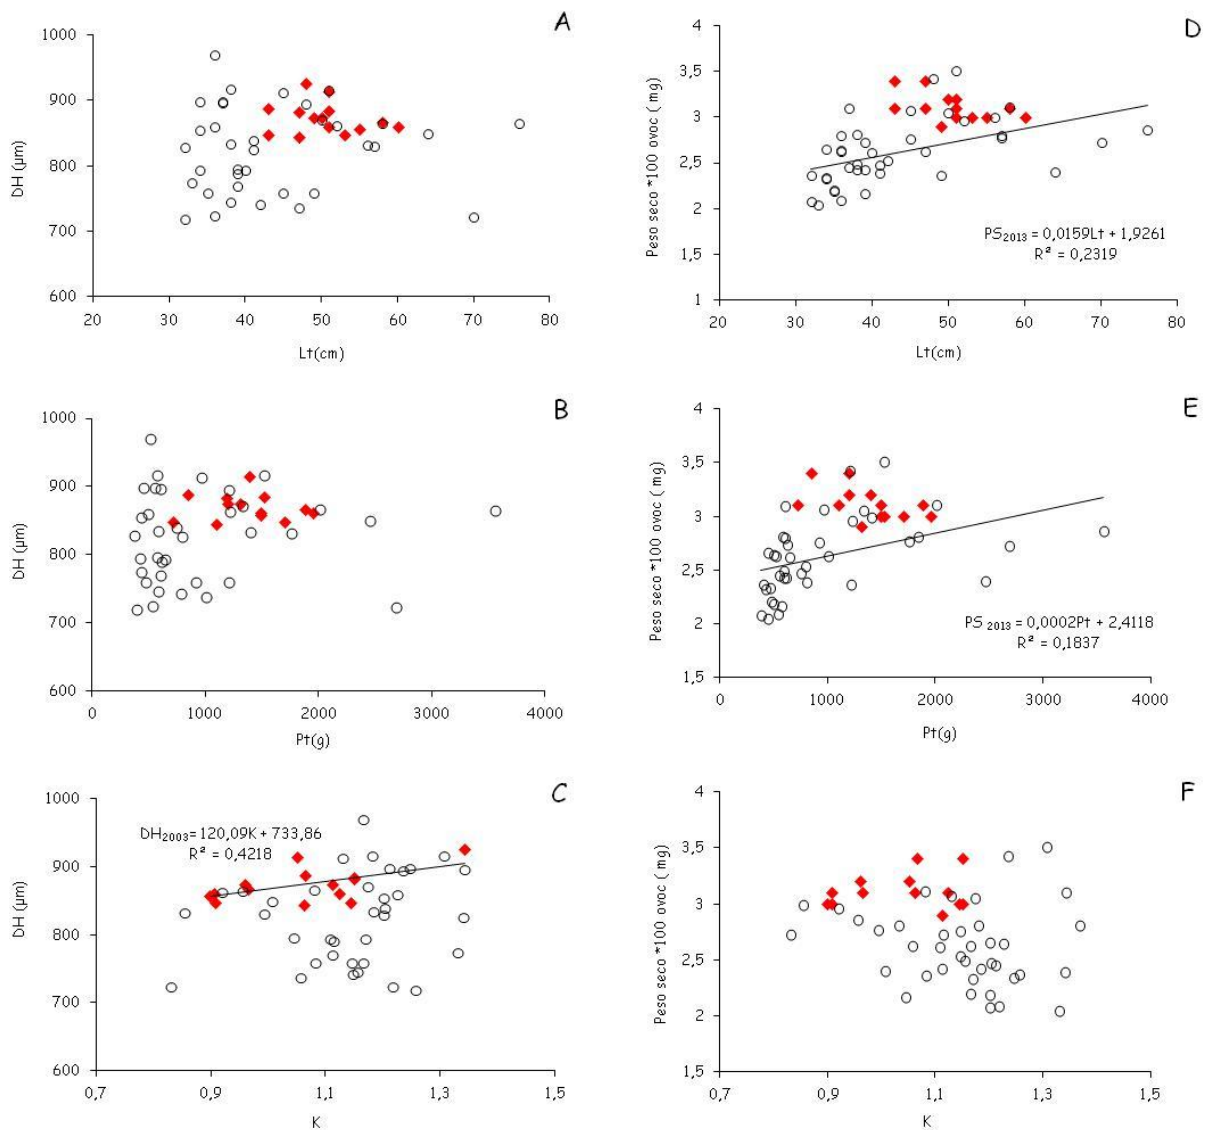 A
1000
900
800
700
600
DH (µm)
20 30 40 50 60 70 80
Lt(cm)
D
4
3,5
3
2,5
2
1,5
1
Peso seco *100 ovoc ( mg)
PS2013 = 0,0159Lt + 1,9261
R² = 0,2319
20 30 40 50 60 70 80
Lt(cm)
B
1000
900
800
700
600
DH (µm)
0 1000 2000 3000 4000
Pt(g)
E
4
3,5
3
2,5
2
1,5
Peso seco *100 ovoc ( mg)
PS 2013 = 0,0002Pt + 2,4118
R² = 0,1837
0 1000 2000 3000 4000
Pt(g)
C
1000
900
800
700
600
DH (µm)
DH2003= 120,09K + 733,86
R² = 0,4218
0,7 0,9 1,1 1,3 1,5
K
F
4
3,5
3
2,5
2
1,5
Peso seco *100 ovoc ( mg)
0,7 0,9 1,1 1,3 1,5
K